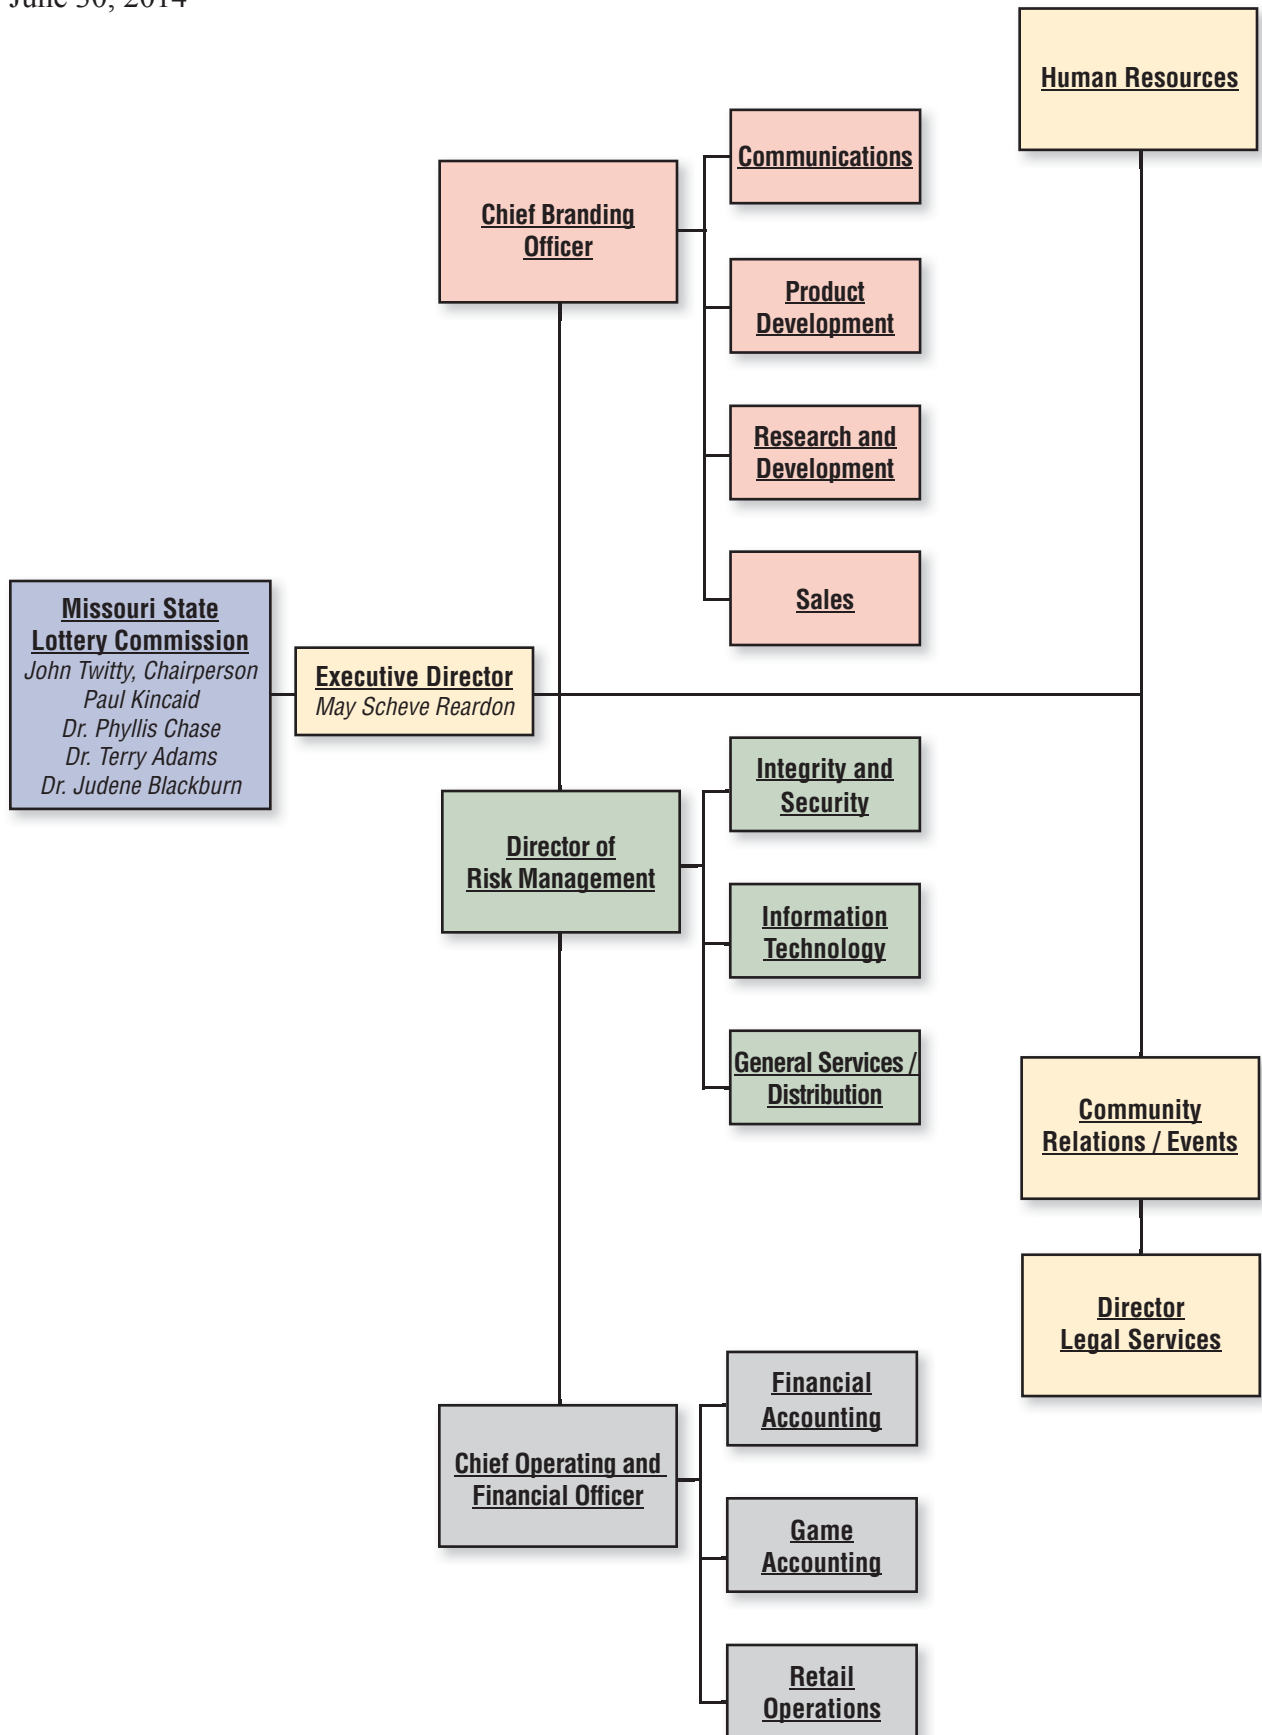 June 30, 2014
Human Resources
Communications
Chief Branding
Officer
Product
Development
Research and
Development
Sales
Missouri State
Lottery Commission
John Twitty, Chairperson
Paul Kincaid
Dr. Phyllis Chase
Dr. Terry Adams
Dr. Judene Blackburn
Executive Director
May Scheve Reardon
Integrity and
Security
Director of
Risk Management
Information
Technology
General Services /
Distribution
Community
Relations / Events
Director
Legal Services
Financial
Accounting
Chief Operating and
Financial Officer
Game
Accounting
Retail
Operations